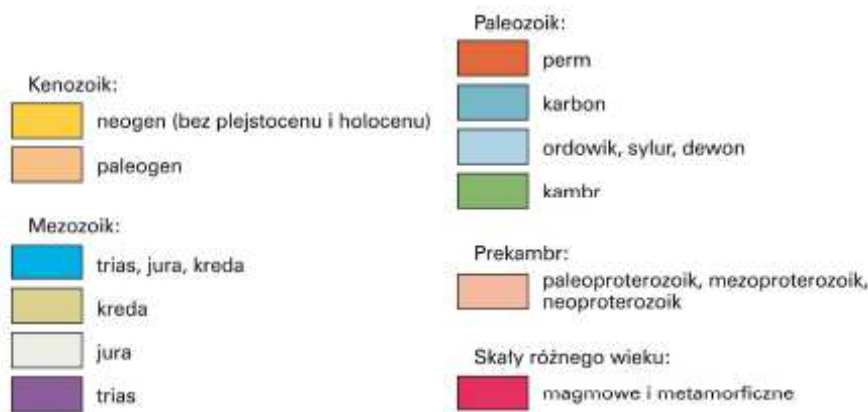 Kenozoik:
neogen (bez plejstocenu i holocenu)
paleogen
Mezozoik:
trias, jura, kreda
kreda
jura
trias
Paleozoik:
perm
karbon
ordowik, sylur, dewon
kambr
Prekambr:
paleoproterozoik, mezoproterozoik,
neoproterozoik
Skały różnego wieku:
magmowe i metamorficzne